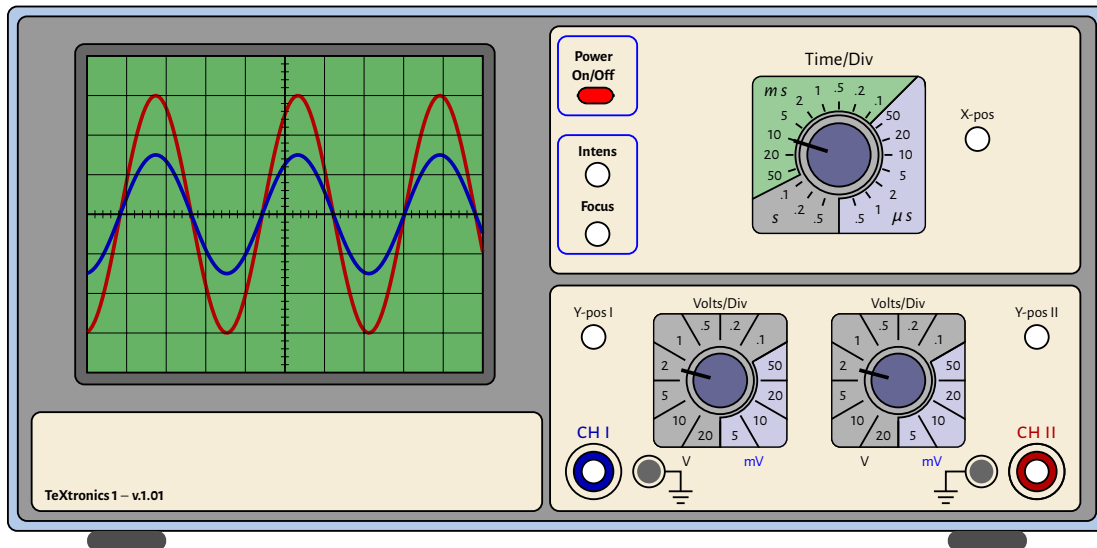 Power
On/Off
Intens
Focus
Time/Div
m s
.5
.2
.1
50
20
10
5
2
1
.5
μ s
.5
.2
.1
s
50
20
10
5
2
1
X-pos
Y-pos I
Volts/Div
.5
.2
.1
50
20
10
5
20
10
5
2
1
V
mV
CH I
Volts/Div
.5
.2
.1
50
20
10
5
20
10
5
2
1
V
mV
Y-pos II
CH II
TeXtronics 1 – v.1.01